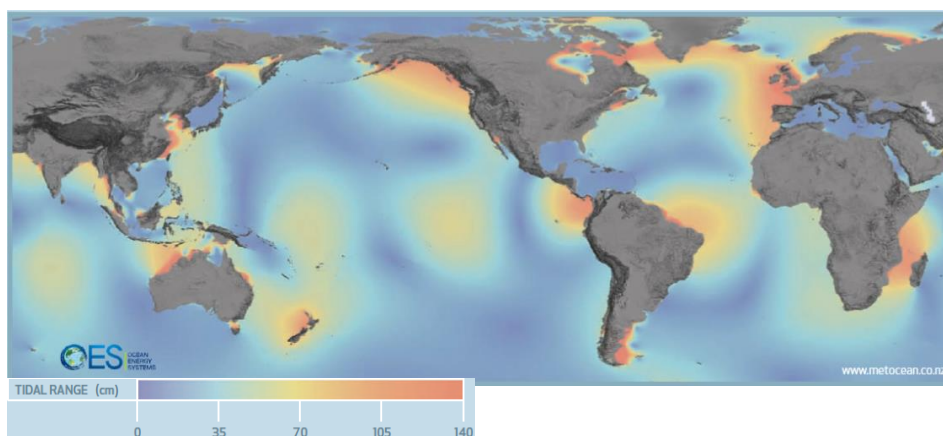 OES
OCEAN
ENERGY
SYSTEMS
www.metocean.co.nz
TIDAL RANGE (cm)
0 35 70 105 140